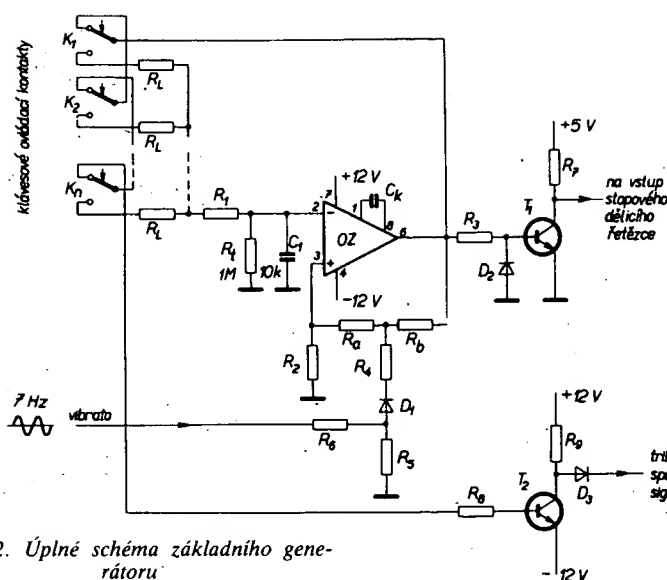 klávesové ovládací kontakty
K1
K2
Kn
RL
RL
RL
R1
Rt
1M
C1
10k
2
3
+12 V
7
1
Ck
8
OZ
6
4
-12 V
R2
Ra
Rb
R4
D1
R5
R6
7 Hz
vibrato
R3
D2
T1
+5 V
R7
na vstup
stopového
dělicího
řetězce
+12 V
R9
T2
D3
R8
-12 V
2. Úplné schéma základního gene-
rátoru